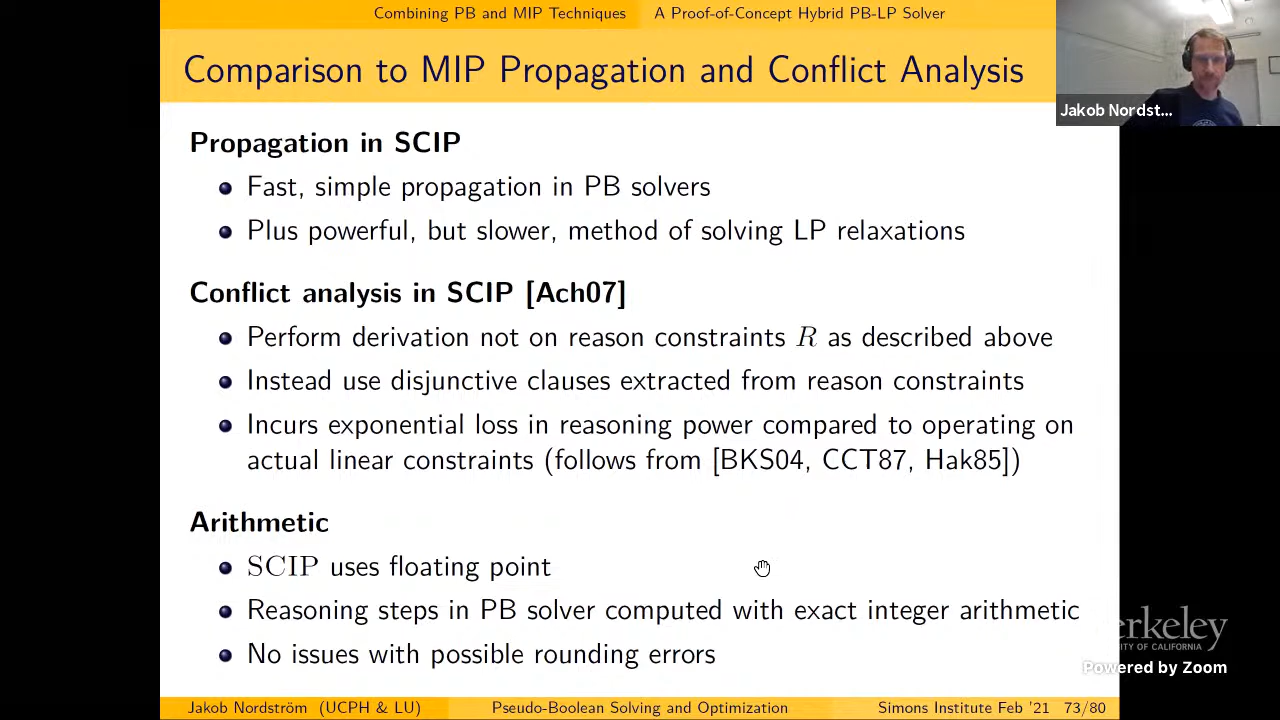 Combining PB and MIP Techniques A Proof-of-Concept Hybrid PB-LP Solver
Comparison to MIP Propagation and Conflict Analysis
Jakob Nordst...
Propagation in SCIP
Fast, simple propagation in PB solvers
Plus powerful, but slower, method of solving LP relaxations
Conflict analysis in SCIP [Ach07]
Perform derivation not on reason constraints R as described above
Instead use disjunctive clauses extracted from reason constraints
Incurs exponential loss in reasoning power compared to operating on
actual linear constraints (follows from [BKS04, CCT87, Hak85])
Arithmetic
SCIP uses floating point
Reasoning steps in PB solver computed with exact integer arithmetic
No issues with possible rounding errors
erkeley
TY OF CALIFORNIA
Powered by Zoom
Jakob Nordström (UCPH & LU) Pseudo-Boolean Solving and Optimization Simons Institute Feb '21 73/80